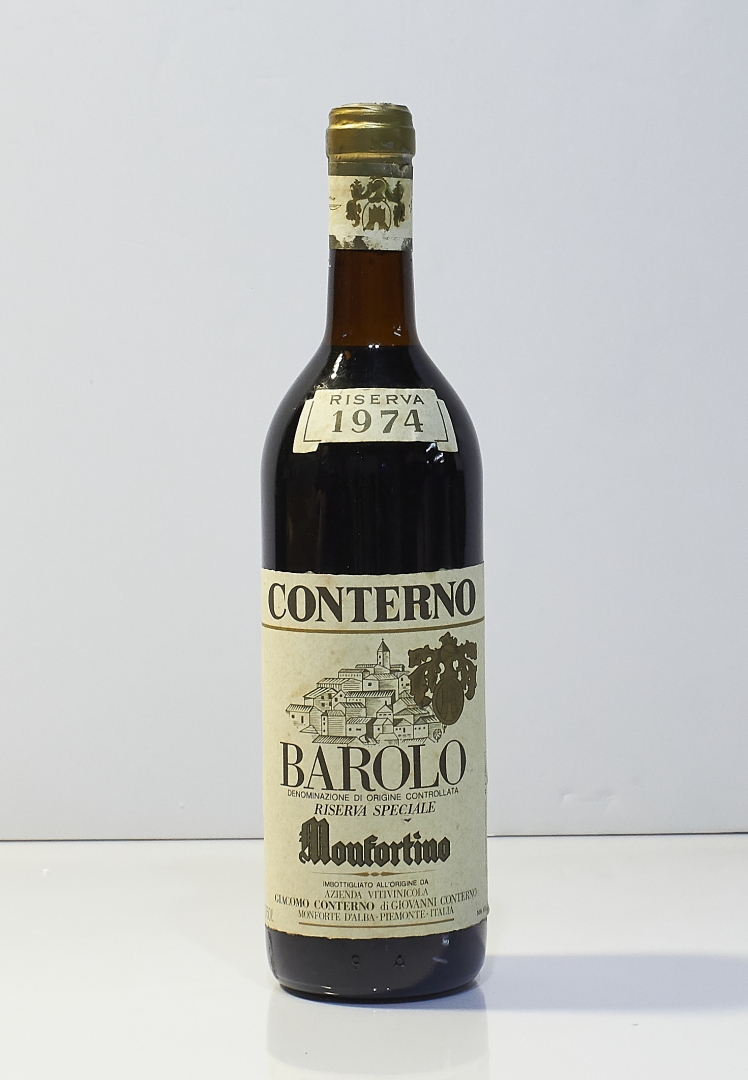 RISERVA
1974
CONTERNO
BAROLO
DENOMINAZIONE DI ORIGINE CONTROLLATA
RISERVA SPECIALE
Monfortino
IMBOTTIGLIATO ALL'ORIGINE DA
AZIENDA VITIVINICOLA
GIACOMO CONTERNO di GIOVANNI CONTERNO
MONFORTE D'ALBA-PIEMONTE-ITALIA